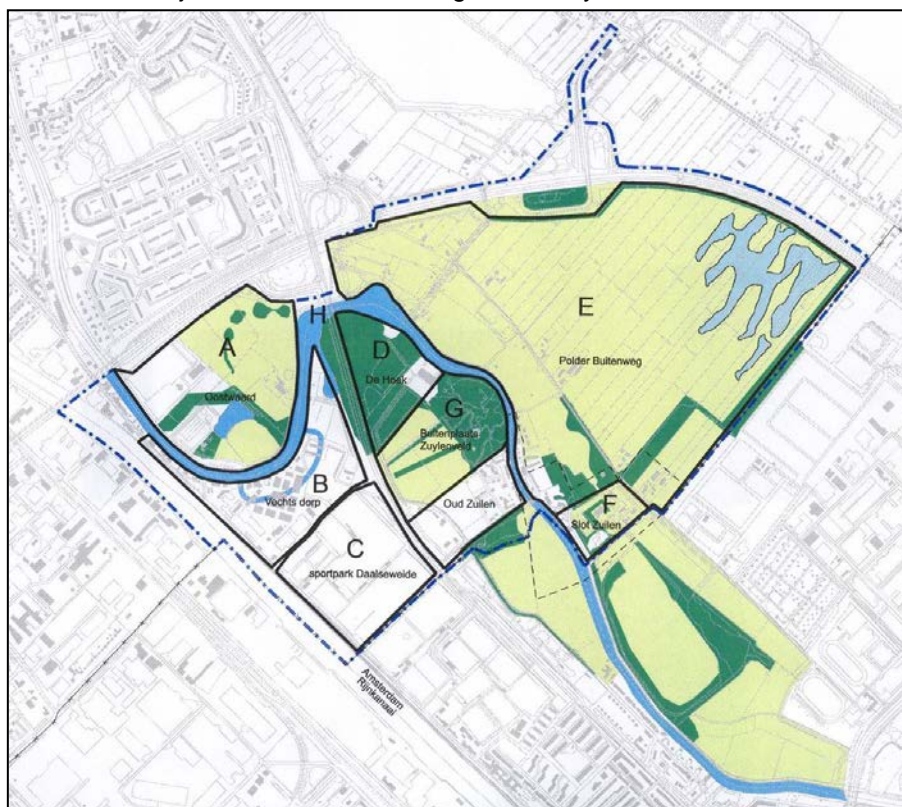 H
E
A
D
Polder Buitenweg
De Hoek
Oostwaard
G
Buitenplaats
Zuylenveld
B
Vechts dorp
Oud Zuilen
F
Slot Zuilen
C
sportpark Daalseweide
Amsterdam
Rijnkanaal